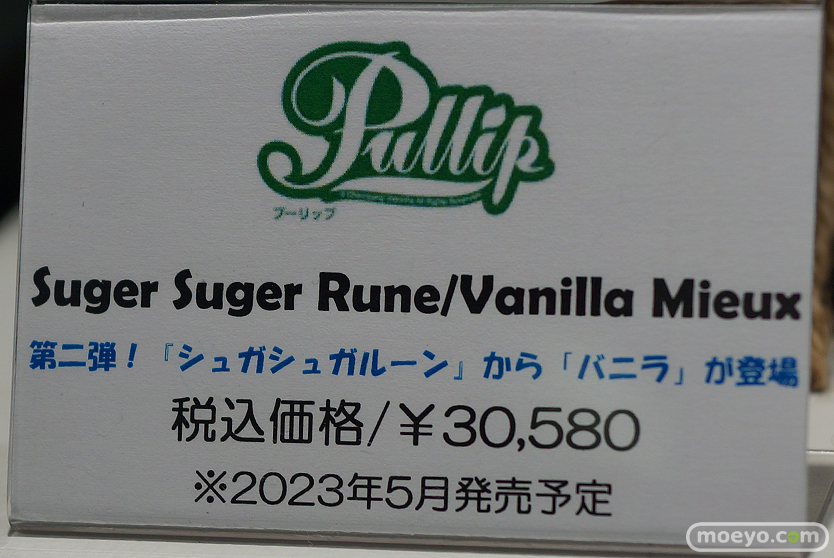 Pullip
プーリップ
Suger Suger Rune/Vanilla Mieux
第二弾！『シュガシュガルーン』から「バニラ」が登場
税込価格/￥30,580
※2023年5月発売予定
moeyo.com